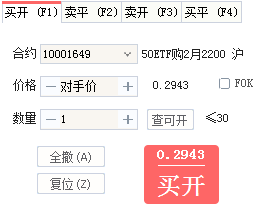 买开 (F1) 卖平 (F2) 卖开 (F3) 买平 (F4)
合约 10001649 50ETF购2月2200 沪
价格 — 对手价 + 0.2943 FOK
数量 — 1 + 查可开 ≤30
全撤(A) 0.2943
复位(Z) 买开